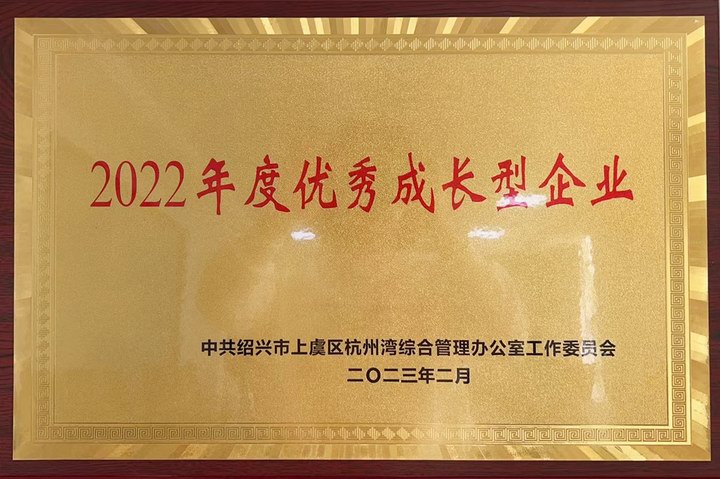 2022年度优秀成长型企业
中共绍兴市上虞区杭州湾综合管理办公室工作委员会
二〇二三年二月